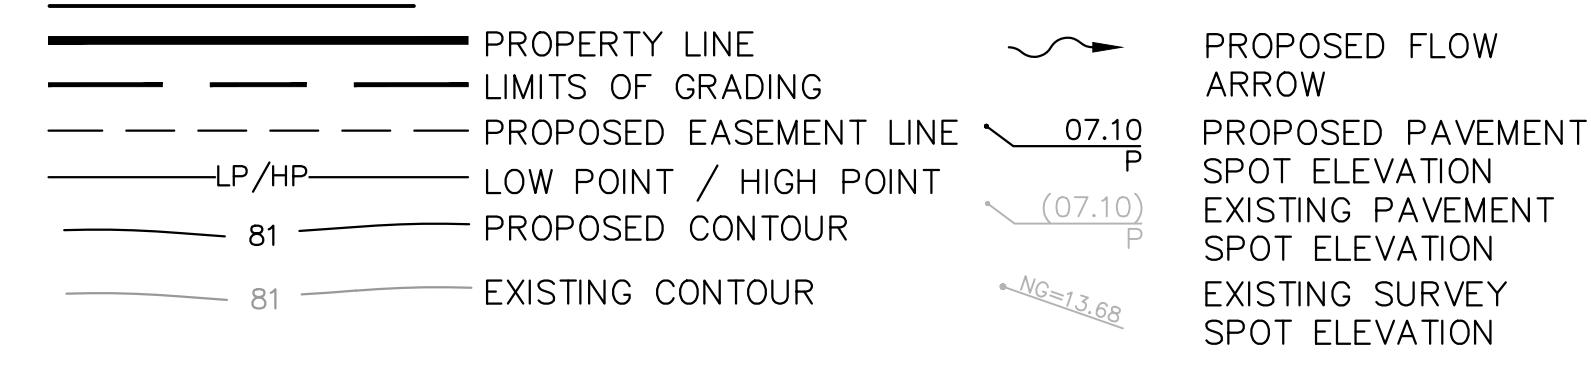 PROPERTY LINE
LIMITS OF GRADING
PROPOSED EASEMENT LINE
LP/HP LOW POINT / HIGH POINT
81 PROPOSED CONTOUR
81 EXISTING CONTOUR
PROPOSED FLOW
ARROW
07.10 PROPOSED PAVEMENT
P SPOT ELEVATION
(07.10) EXISTING PAVEMENT
P SPOT ELEVATION
NG=13.68 EXISTING SURVEY
SPOT ELEVATION